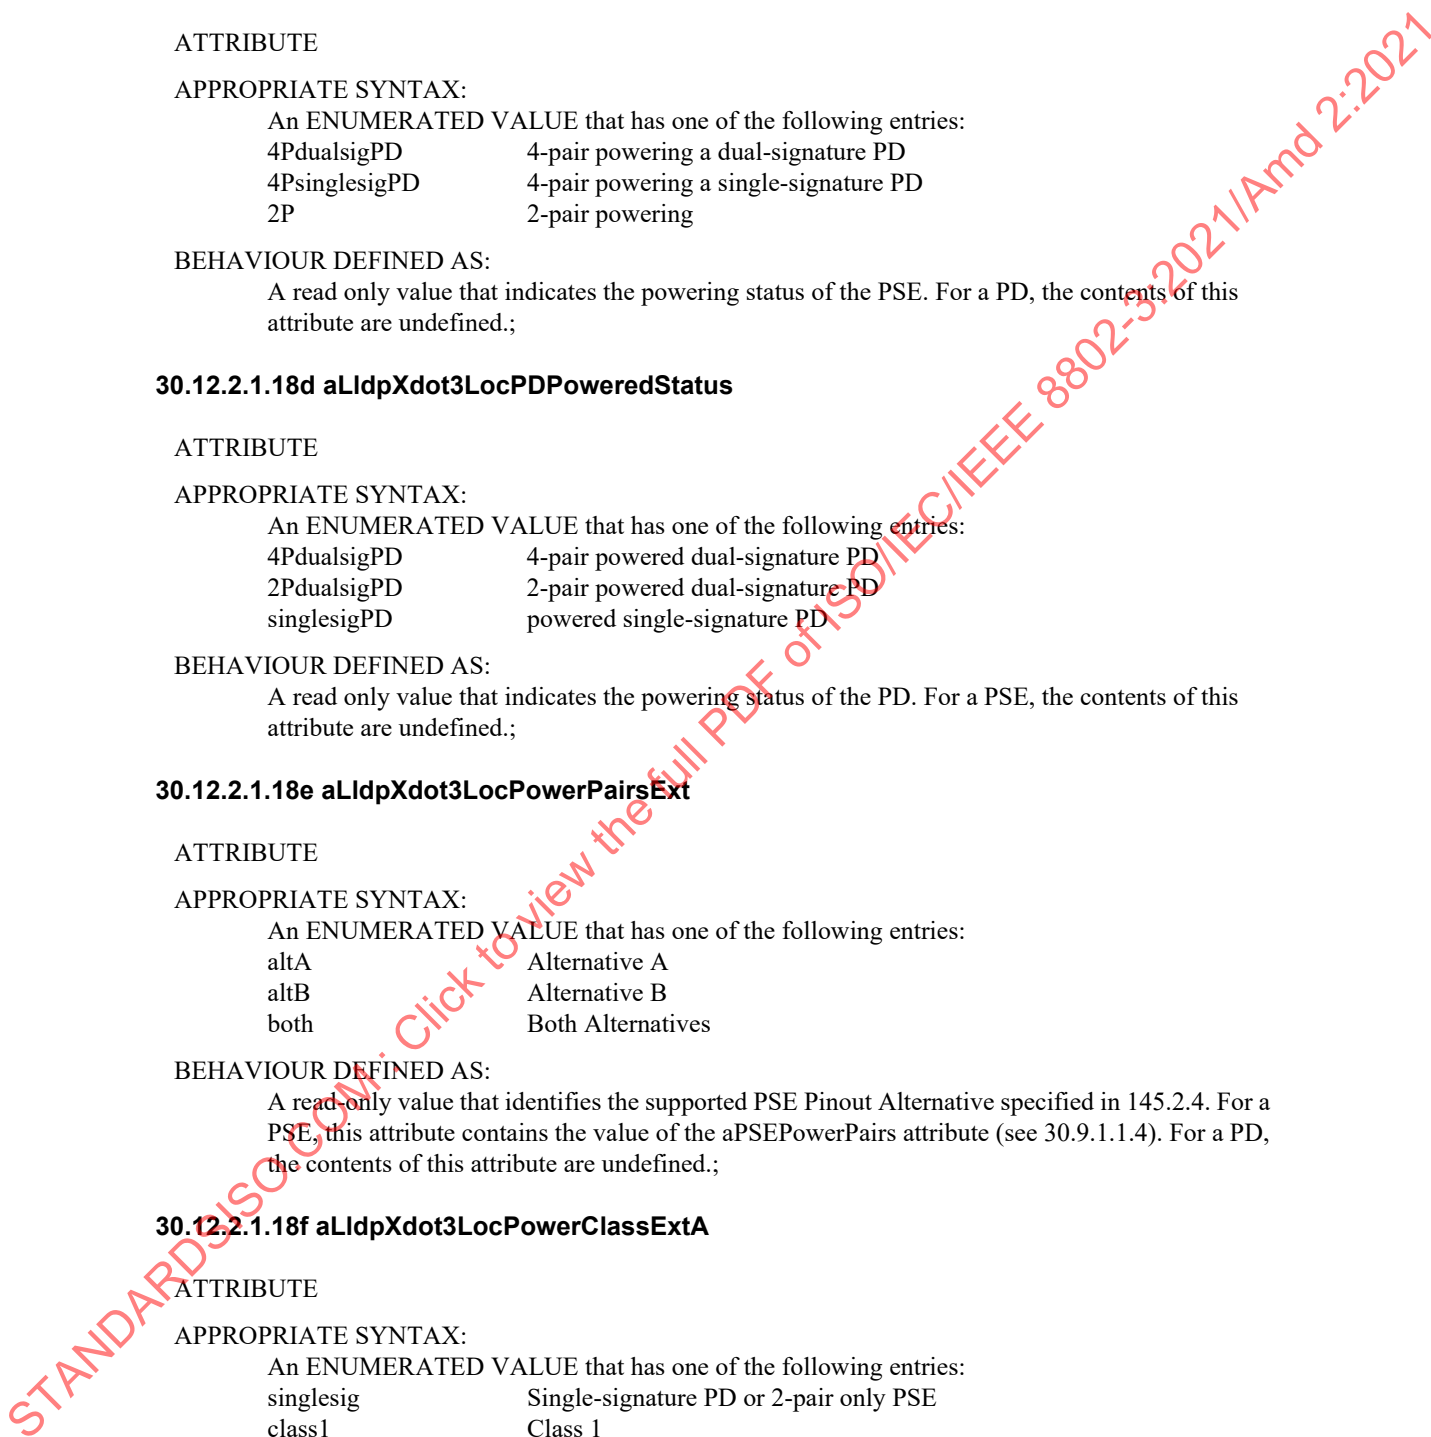 ATTRIBUTE
APPROPRIATE SYNTAX:
An ENUMERATED VALUE that has one of the following entries:
4PdualsigPD 4-pair powering a dual-signature PD
4PsinglesigPD 4-pair powering a single-signature PD
2P 2-pair powering
BEHAVIOUR DEFINED AS:
A read only value that indicates the powering status of the PSE. For a PD, the contents of this
attribute are undefined.;
30.12.2.1.18d aLldpXdot3LocPDPoweredStatus
ATTRIBUTE
APPROPRIATE SYNTAX:
An ENUMERATED VALUE that has one of the following entries:
4PdualsigPD 4-pair powered dual-signature PD
2PdualsigPD 2-pair powered dual-signature PD
singlesigPD powered single-signature PD
BEHAVIOUR DEFINED AS:
A read only value that indicates the powering status of the PD. For a PSE, the contents of this
attribute are undefined.;
30.12.2.1.18e aLldpXdot3LocPowerPairsExt
ATTRIBUTE
APPROPRIATE SYNTAX:
An ENUMERATED VALUE that has one of the following entries:
altA Alternative A
altB Alternative B
both Both Alternatives
BEHAVIOUR DEFINED AS:
A read-only value that identifies the supported PSE Pinout Alternative specified in 145.2.4. For a
PSE, this attribute contains the value of the aPSEPowerPairs attribute (see 30.9.1.1.4). For a PD,
the contents of this attribute are undefined.;
30.12.2.1.18f aLldpXdot3LocPowerClassExtA
ATTRIBUTE
APPROPRIATE SYNTAX:
An ENUMERATED VALUE that has one of the following entries:
singlesig Single-signature PD or 2-pair only PSE
class1 Class 1
STANDARDSISO.COM : Click to view the full PDF of ISO/IEC/IEEE 8802-3:2021/Amd 2:2021